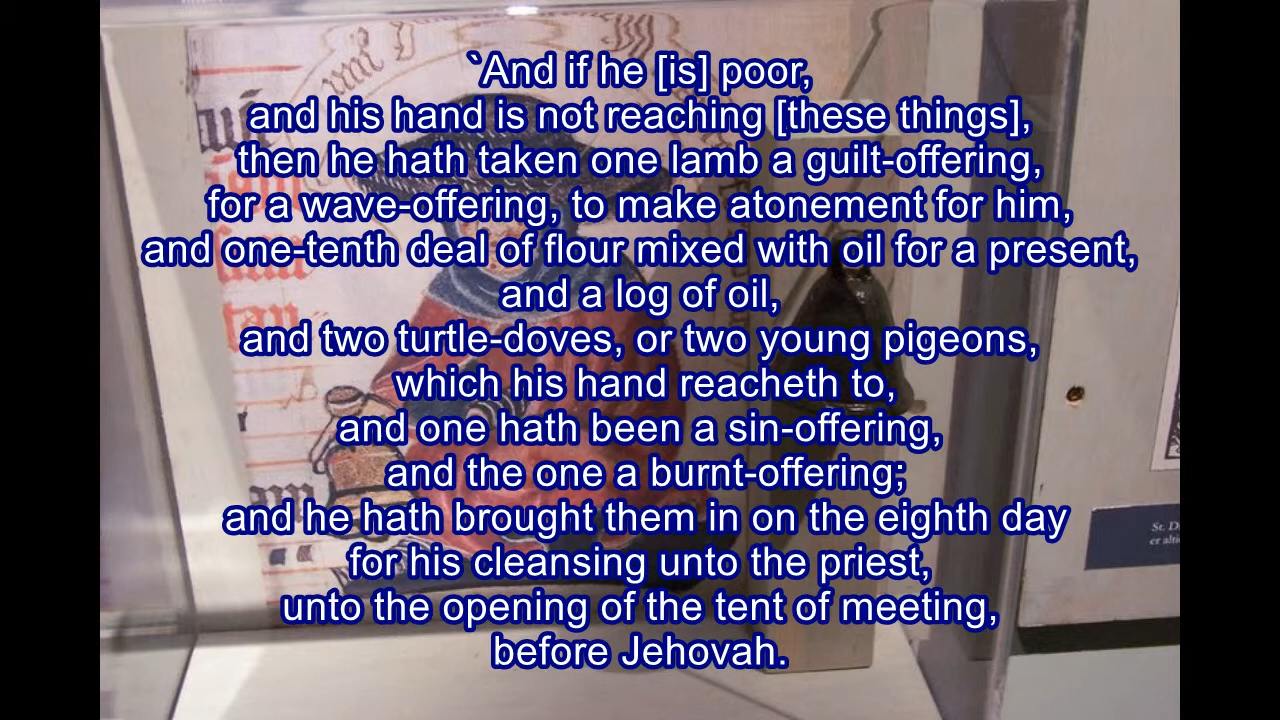 `And if he [is] poor,
and his hand is not reaching [these things],
then he hath taken one lamb a guilt-offering,
for a wave-offering, to make atonement for him,
and one-tenth deal of flour mixed with oil for a present,
and a log of oil,
and two turtle-doves, or two young pigeons,
which his hand reacheth to,
and one hath been a sin-offering,
and the one a burnt-offering;
and he hath brought them in on the eighth day
for his cleansing unto the priest,
unto the opening of the tent of meeting,
before Jehovah.
St. D
er alti